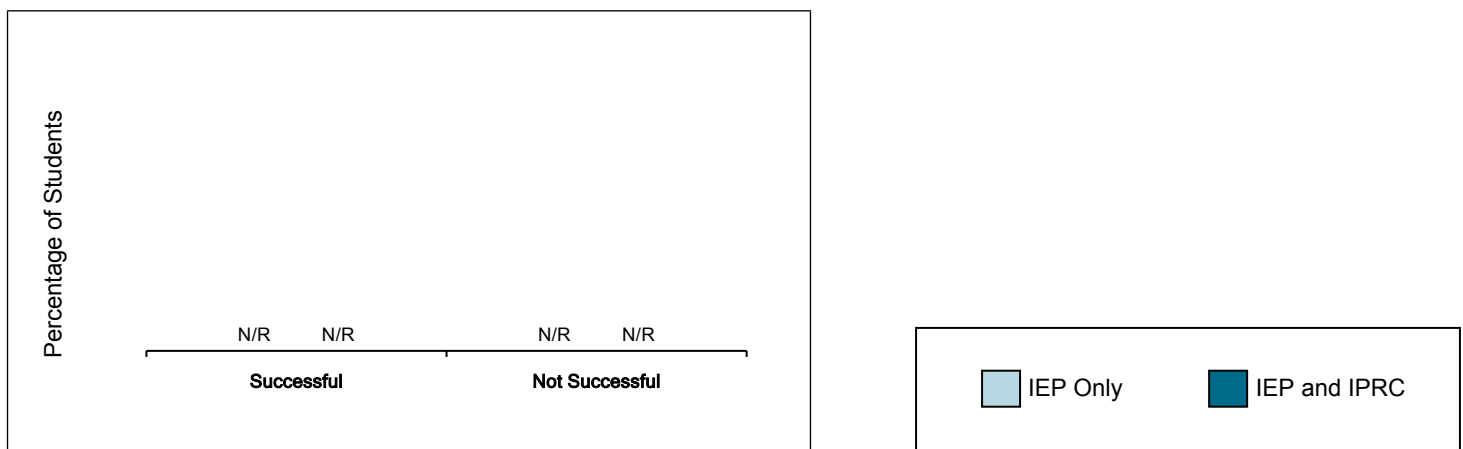 Percentage of Students
N/R N/R N/R N/R
Successful Not Successful
IEP Only IEP and IPRC